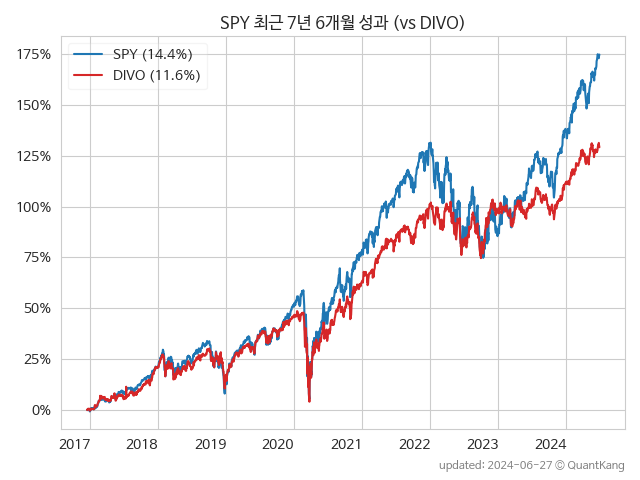 SPY 최근 7년 6개월 성과 (vs DIVO)
175%
150%
125%
100%
75%
50%
25%
0%
SPY (14.4%)
DIVO (11.6%)
2017 2018 2019 2020 2021 2022 2023 2024
updated: 2024-06-27 © QuantKang